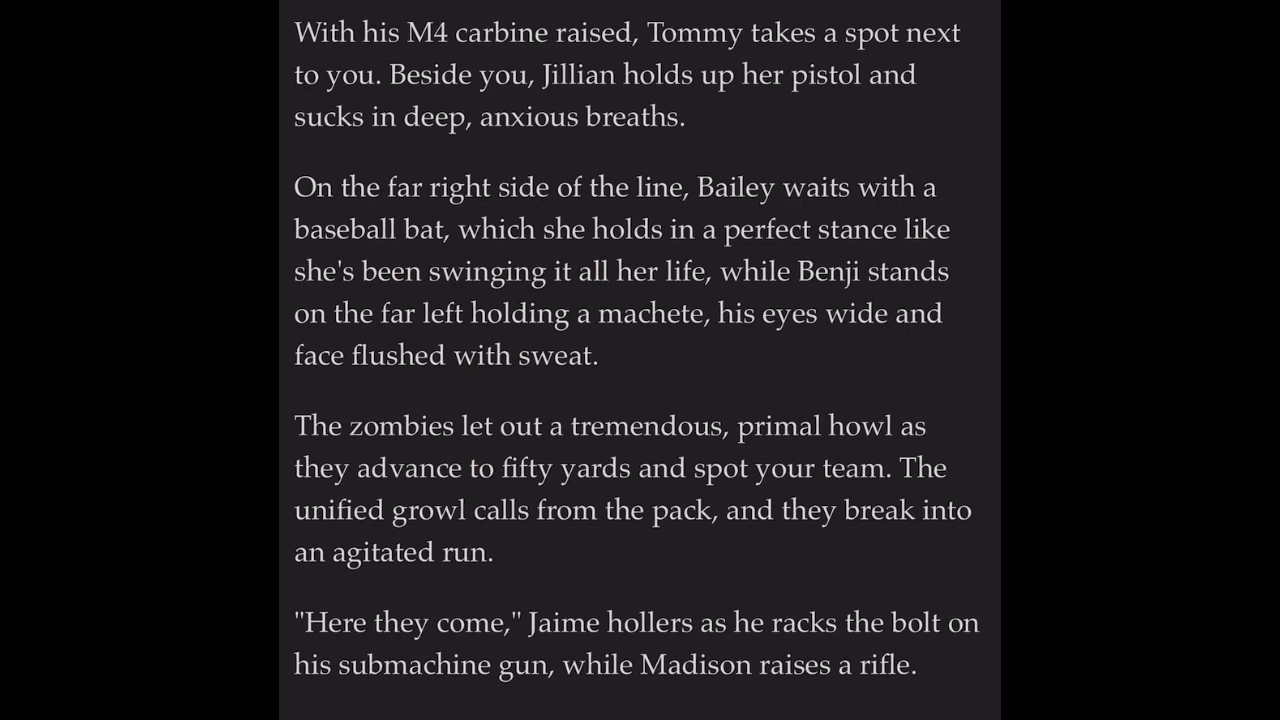 With his M4 carbine raised, Tommy takes a spot next
to you. Beside you, Jillian holds up her pistol and
sucks in deep, anxious breaths.
On the far right side of the line, Bailey waits with a
baseball bat, which she holds in a perfect stance like
she's been swinging it all her life, while Benji stands
on the far left holding a machete, his eyes wide and
face flushed with sweat.
The zombies let out a tremendous, primal howl as
they advance to fifty yards and spot your team. The
unified growl calls from the pack, and they break into
an agitated run.
"Here they come," Jaime hollers as he racks the bolt on
his submachine gun, while Madison raises a rifle.